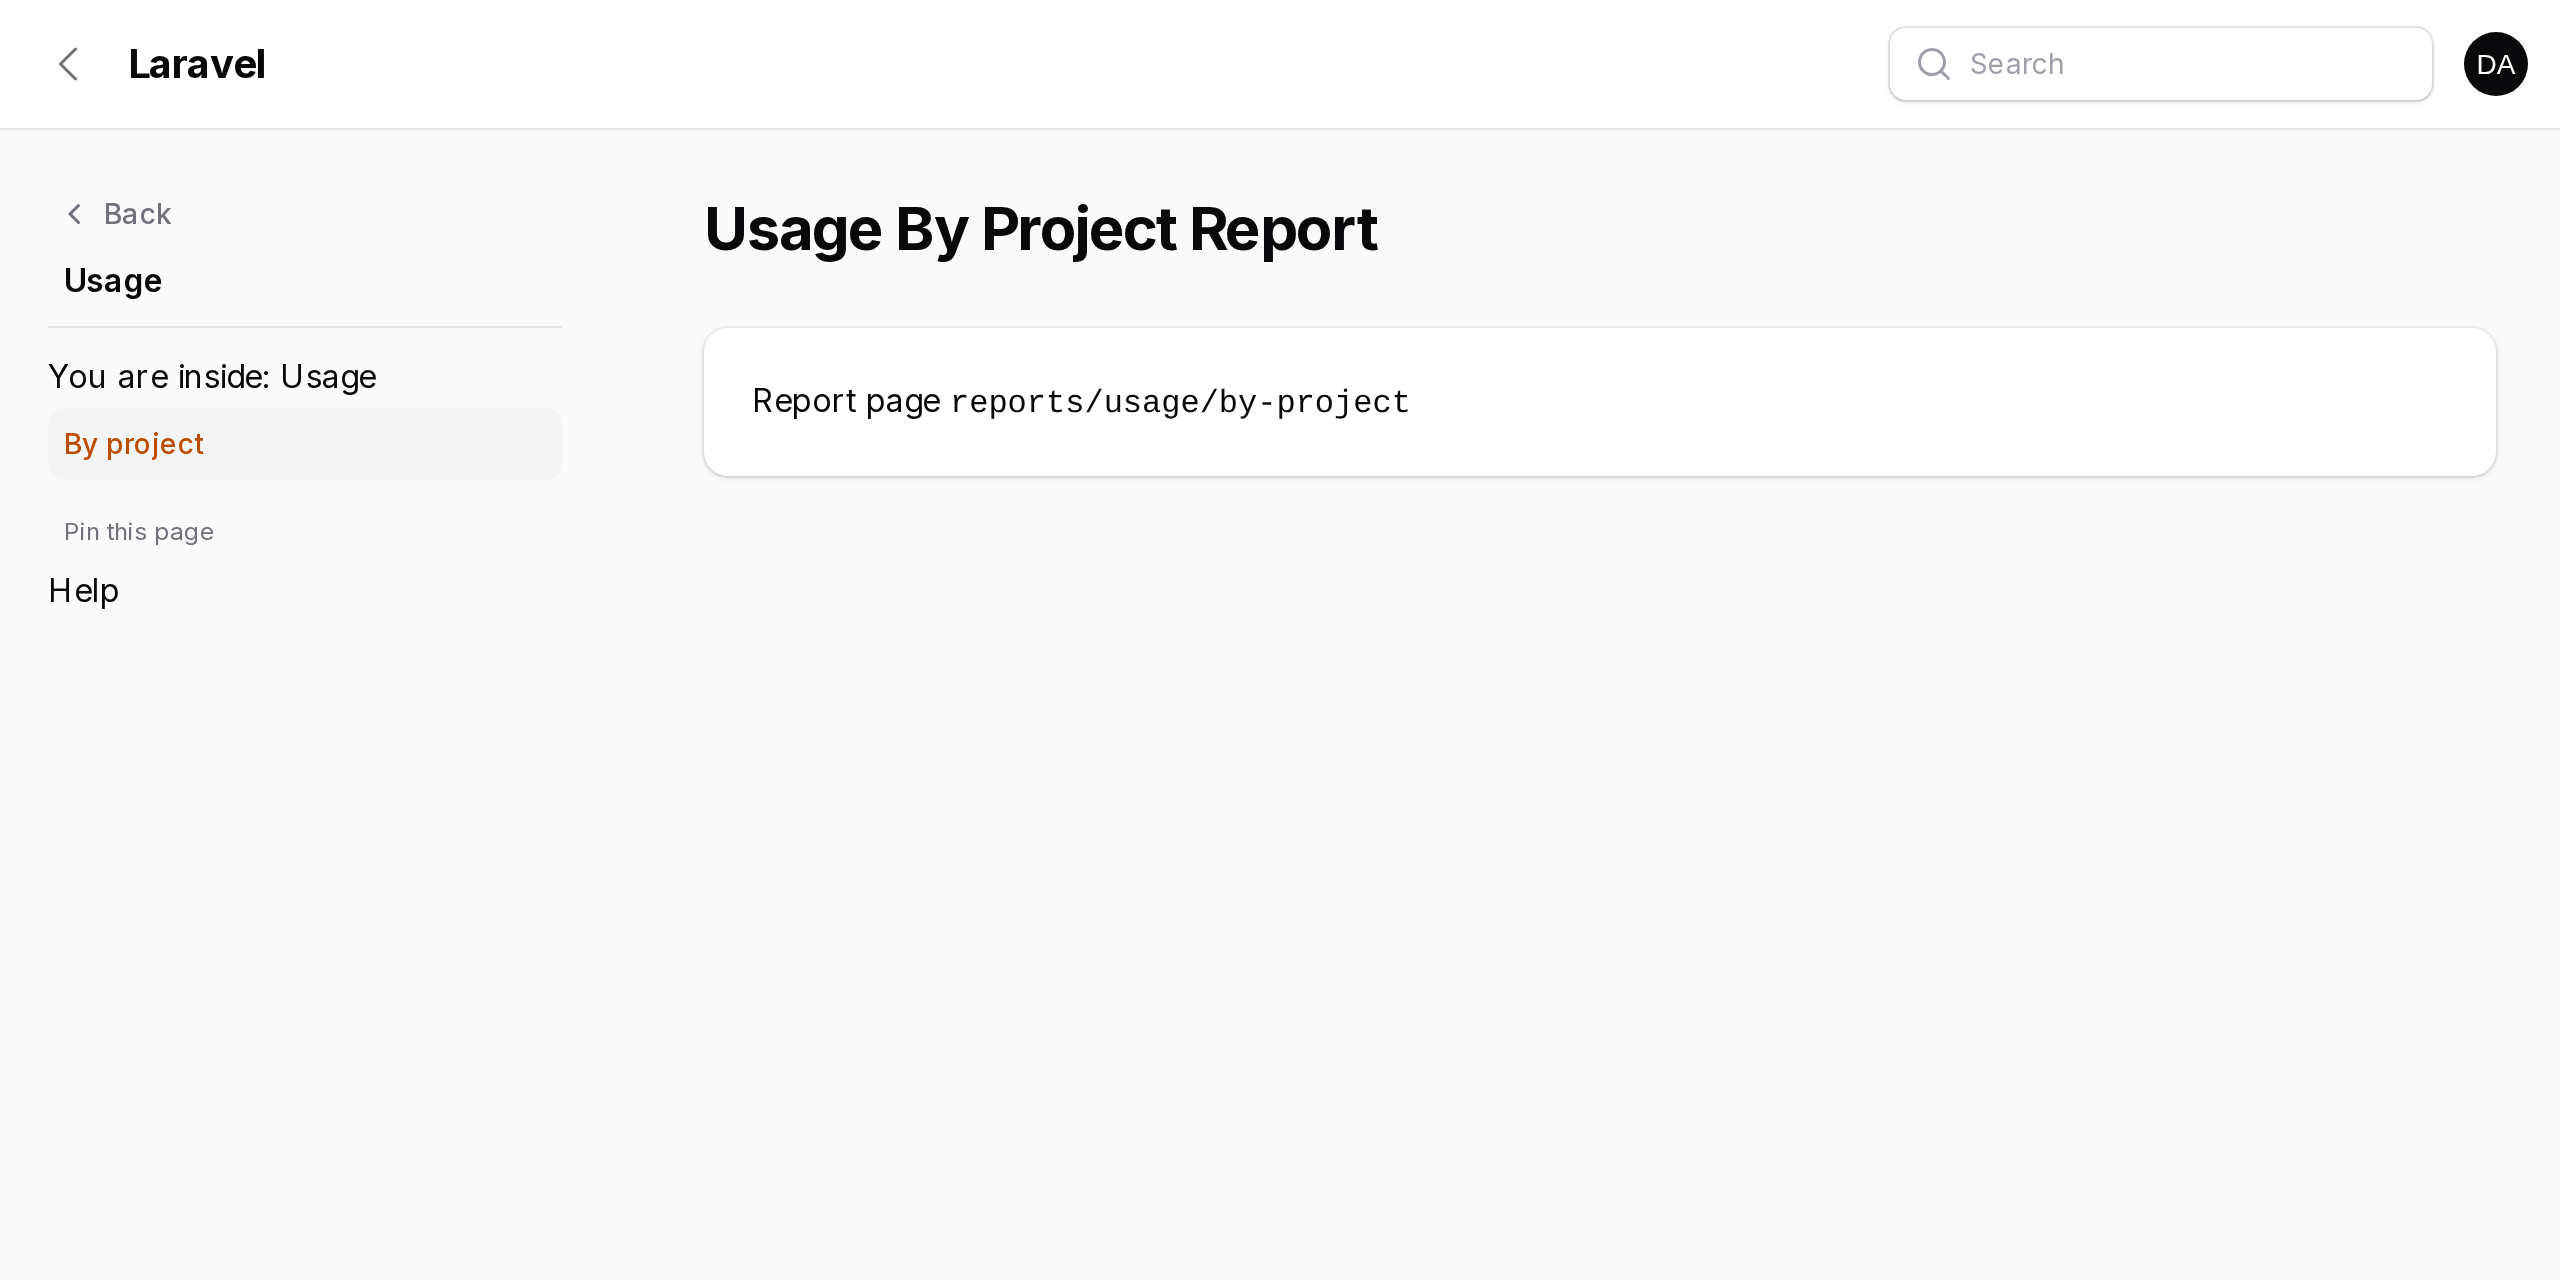 Laravel
Search
DA
Back
Usage
You are inside: Usage
By project
Pin this page
Help
Usage By Project Report
Report page reports/usage/by-project